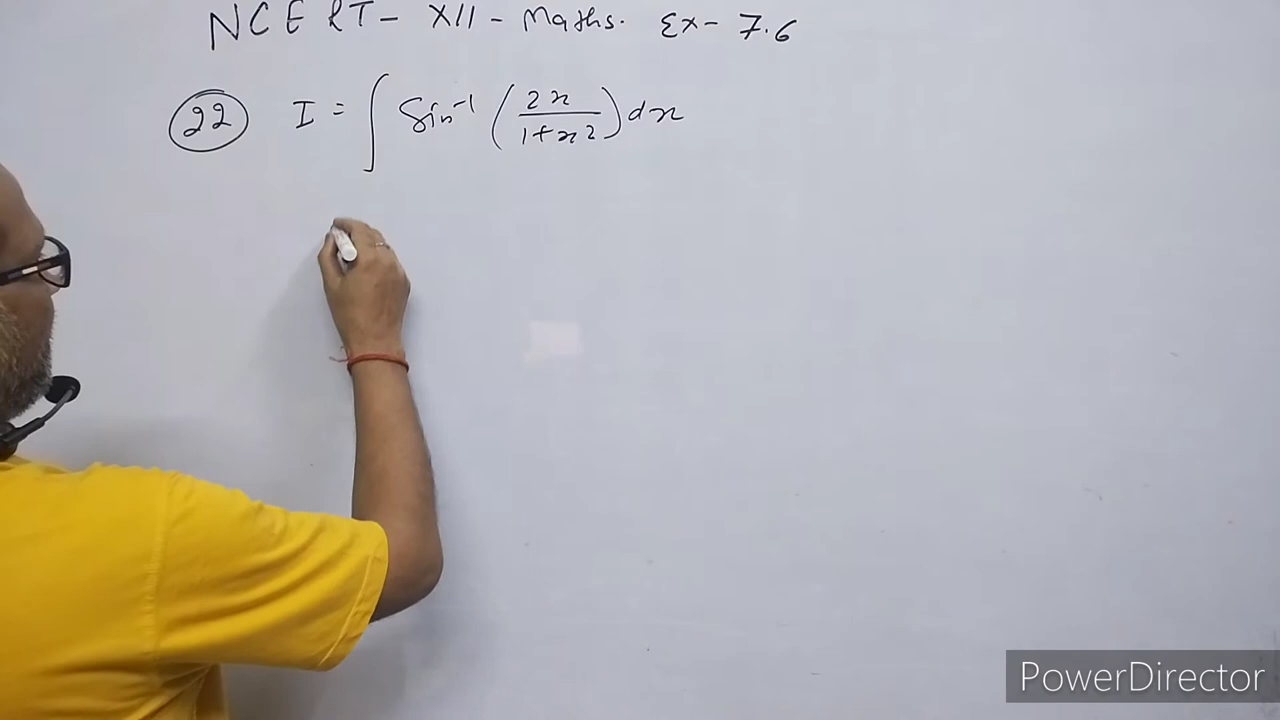 NCERT- XII - Maths. Ex- 7.6
22 I = ∫ Sin⁻¹ (2x/1+x²) dx
PowerDirector